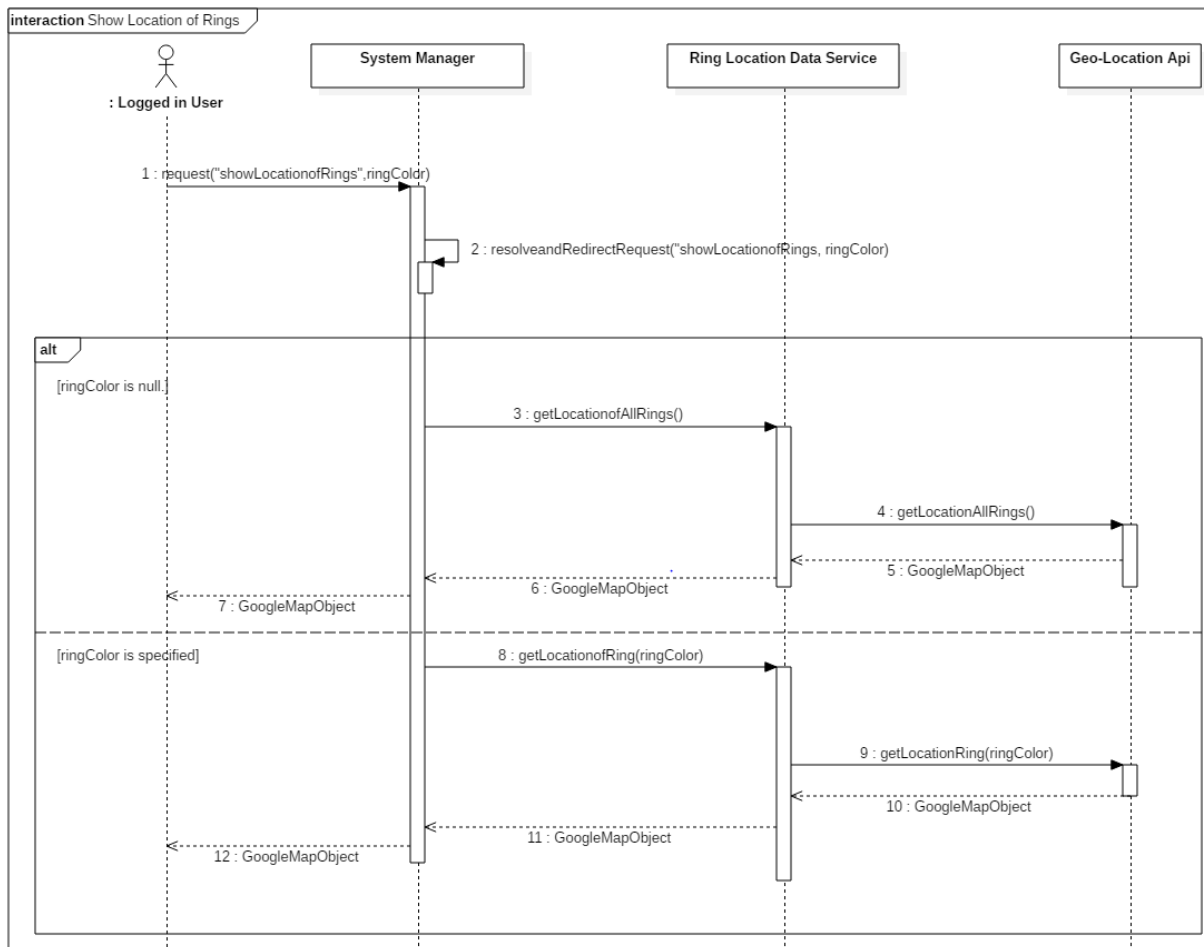 interaction Show Location of Rings
System Manager
Ring Location Data Service
Geo-Location Api
: Logged in User
1 : request("showLocationofRings",ringColor)
2 : resolveandRedirectRequest("showLocationofRings, ringColor)
alt
[ringColor is null.]
3 : getLocationofAllRings()
4 : getLocationAllRings()
5 : GoogleMapObject
6 : GoogleMapObject
7 : GoogleMapObject
[ringColor is specified]
8 : getLocationofRing(ringColor)
9 : getLocationRing(ringColor)
10 : GoogleMapObject
11 : GoogleMapObject
12 : GoogleMapObject